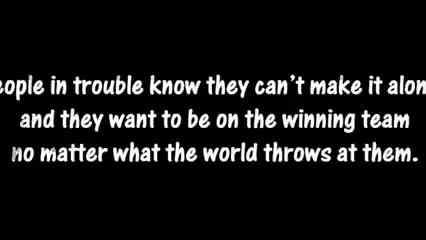 eople in trouble know they can't make it alon
and they want to be on the winning team
no matter what the world throws at them.